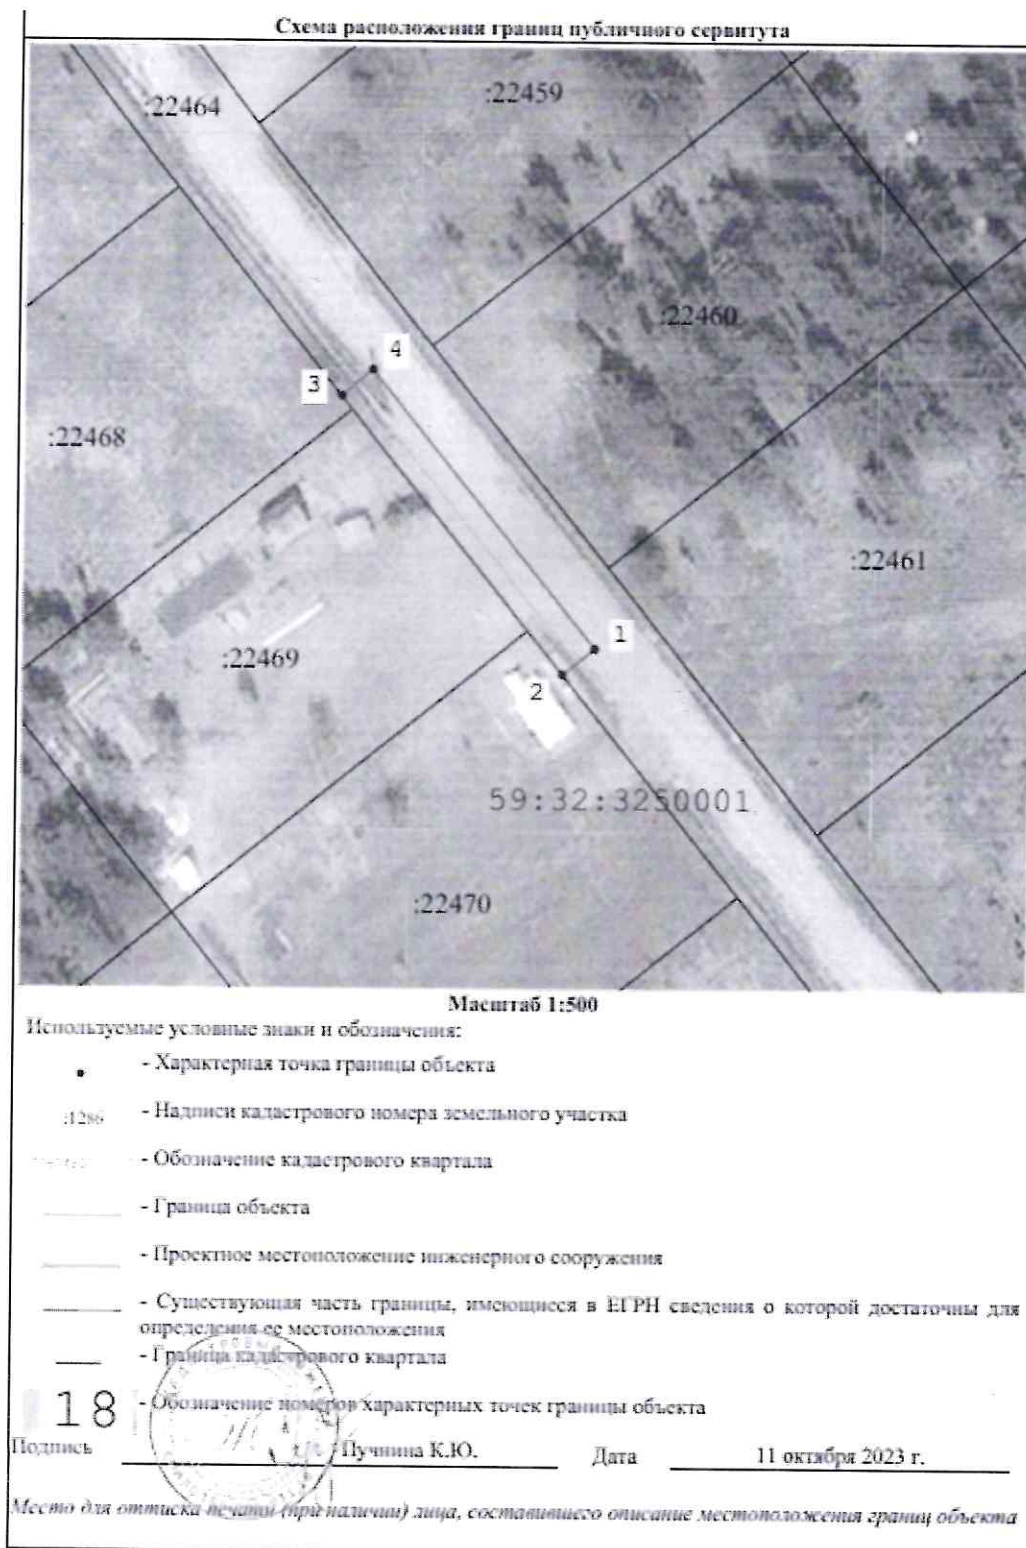 Схема расположения границ публичного сервитута
:22464
:22459
:22460
4
3
:22468
:22461
1
:22469
2
59:32:3250001
:22470
Масштаб 1:500
Используемые условные знаки и обозначения:
- Характерная точка границы объекта
:1286 - Надписи кадастрового номера земельного участка
- Обозначение кадастрового квартала
- Граница объекта
- Проектное местоположение инженерного сооружения
- Существующая часть границы, имеющиеся в ЕГРН сведения о которой достаточны для
определения ее местоположения
- Граница кадастрового квартала
18 - Обозначение номеров характерных точек границы объекта
Подпись Пучнина К.Ю. Дата 11 октября 2023 г.
Место для оттиска печати (при наличии) лица, составившего описание местоположения границ объекта